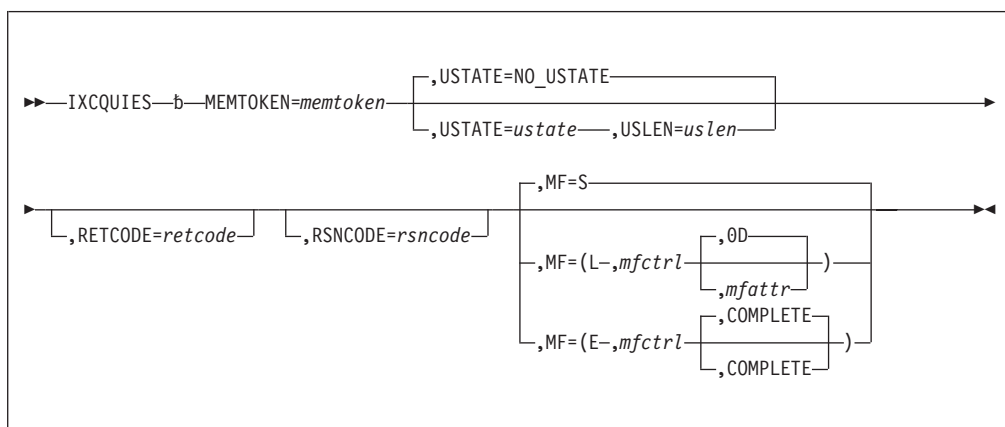 ,USTATE=NO_USTATE
IXCQUIES ƀ MEMTOKEN=memtoken
,USTATE=ustate ,USLEN=uslen
,MF=S
,RETCODE=retcode ,RSNCODE=rsncode
,0D
,MF=(L ,mfctrl )
,mfattr
,COMPLETE
,MF=(E ,mfctrl )
,COMPLETE